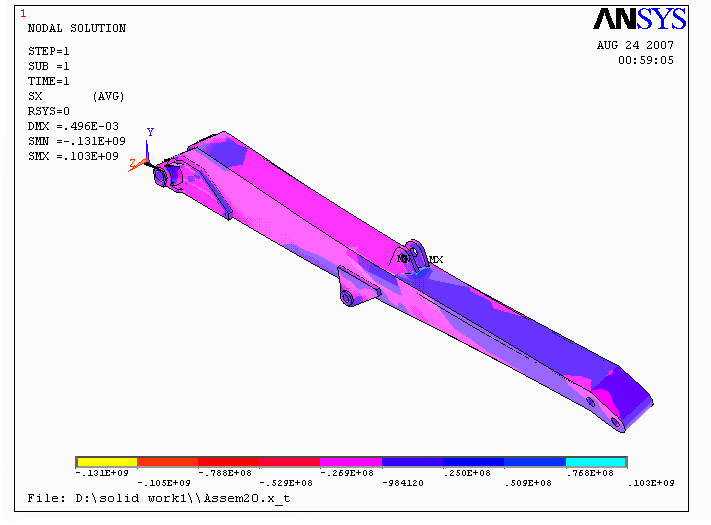 1
ANSYS
NODAL SOLUTION
AUG 24 2007
00:59:05
STEP=1
SUB =1
TIME=1
SX (AVG)
RSYS=0
DMX =.496E-03
SMN =-.131E+09
SMX =.103E+09
Y
Z
MN MX
-.131E+09 -.788E+08 -.269E+08 .250E+08 .768E+08
-.105E+09 -.529E+08 -984120 .509E+08 .103E+09
File: D:\solid work1\\Assem20.x_t